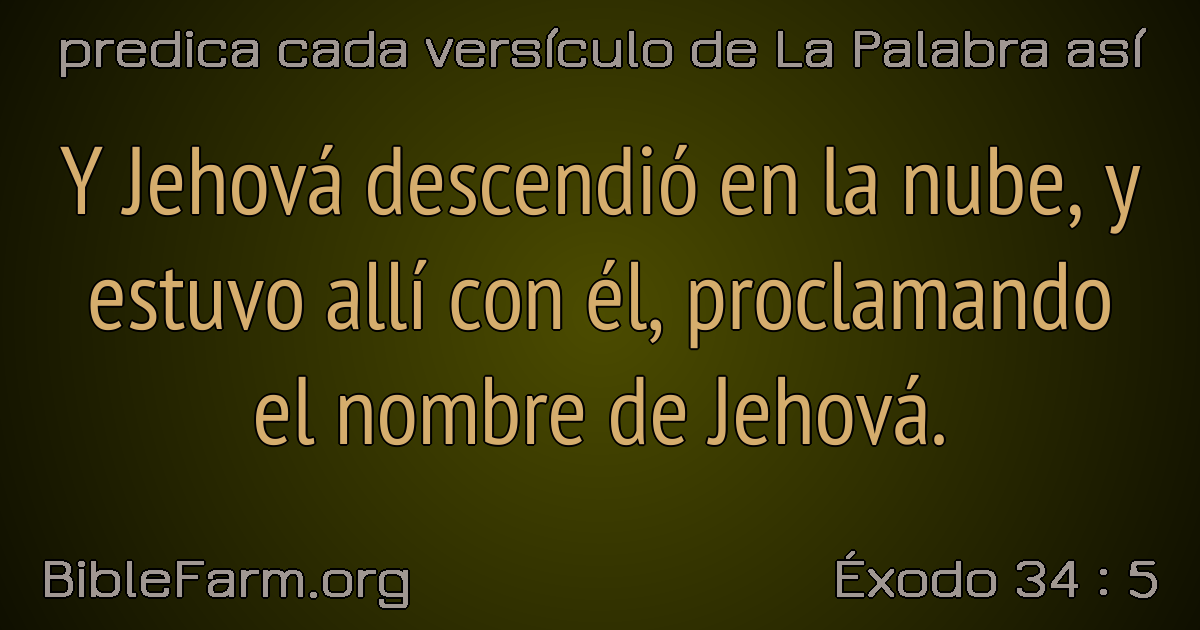 predica cada versículo de La Palabra así
Y Jehová descendió en la nube, y
estuvo allí con él, proclamando
el nombre de Jehová.
BibleFarm.org
Éxodo 34 : 5